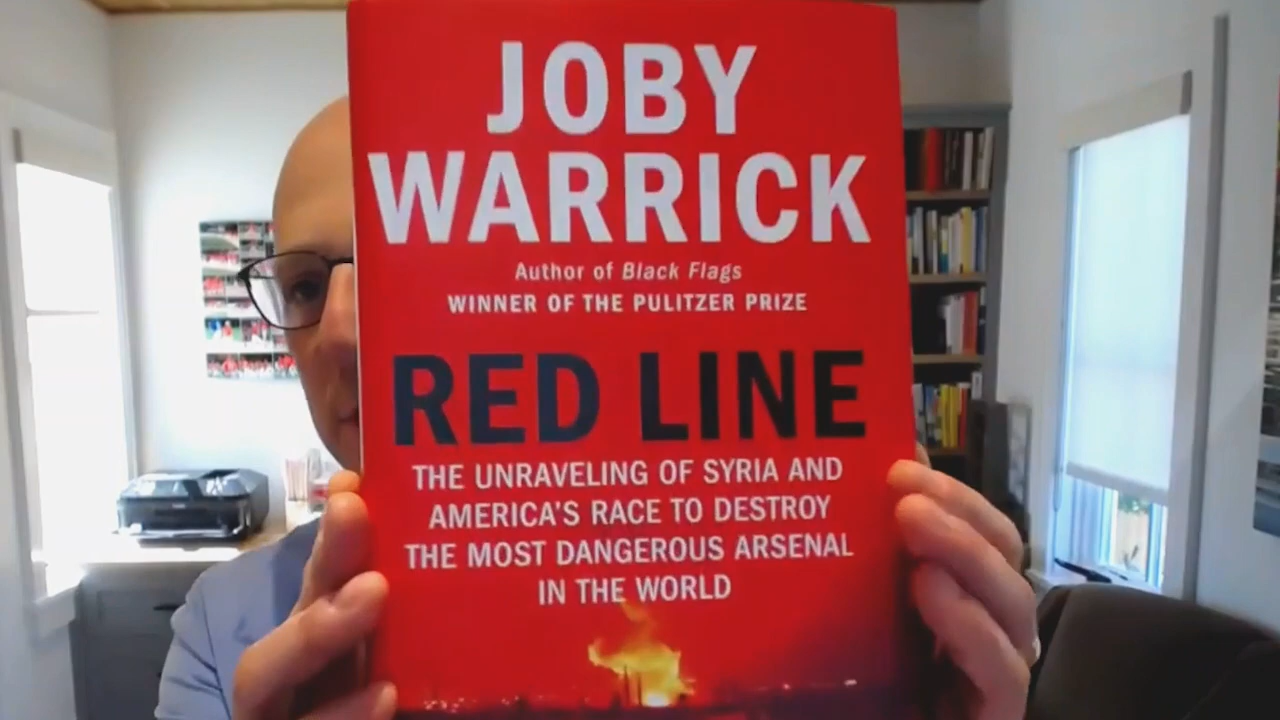 JOBY
WARRICK
Author of Black Flags
WINNER OF THE PULITZER PRIZE
RED LINE
THE UNRAVELING OF SYRIA AND
AMERICA'S RACE TO DESTROY
THE MOST DANGEROUS ARSENAL
IN THE WORLD